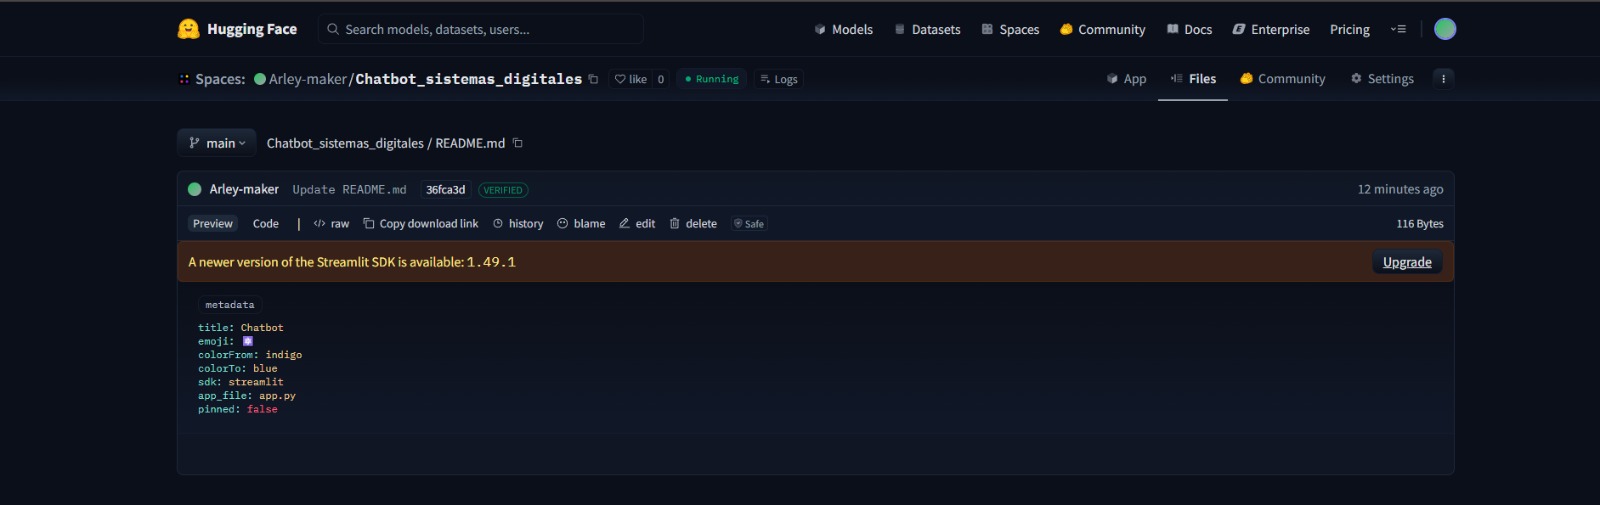 Hugging Face
Search models, datasets, users...
Models
Datasets
Spaces
Community
Docs
Enterprise
Pricing
Spaces:
Arley-maker/Chatbot_sistemas_digitales
like
0
Running
Logs
App
Files
Community
Settings
main
Chatbot_sistemas_digitales / README.md
Arley-maker
Update README.md
36fca3d
VERIFIED
12 minutes ago
Preview
Code
raw
Copy download link
history
blame
edit
delete
Safe
116 Bytes
A newer version of the Streamlit SDK is available: 1.49.1
Upgrade
metadata
title: Chatbot
emoji: ⚛️
colorFrom: indigo
colorTo: blue
sdk: streamlit
app_file: app.py
pinned: false